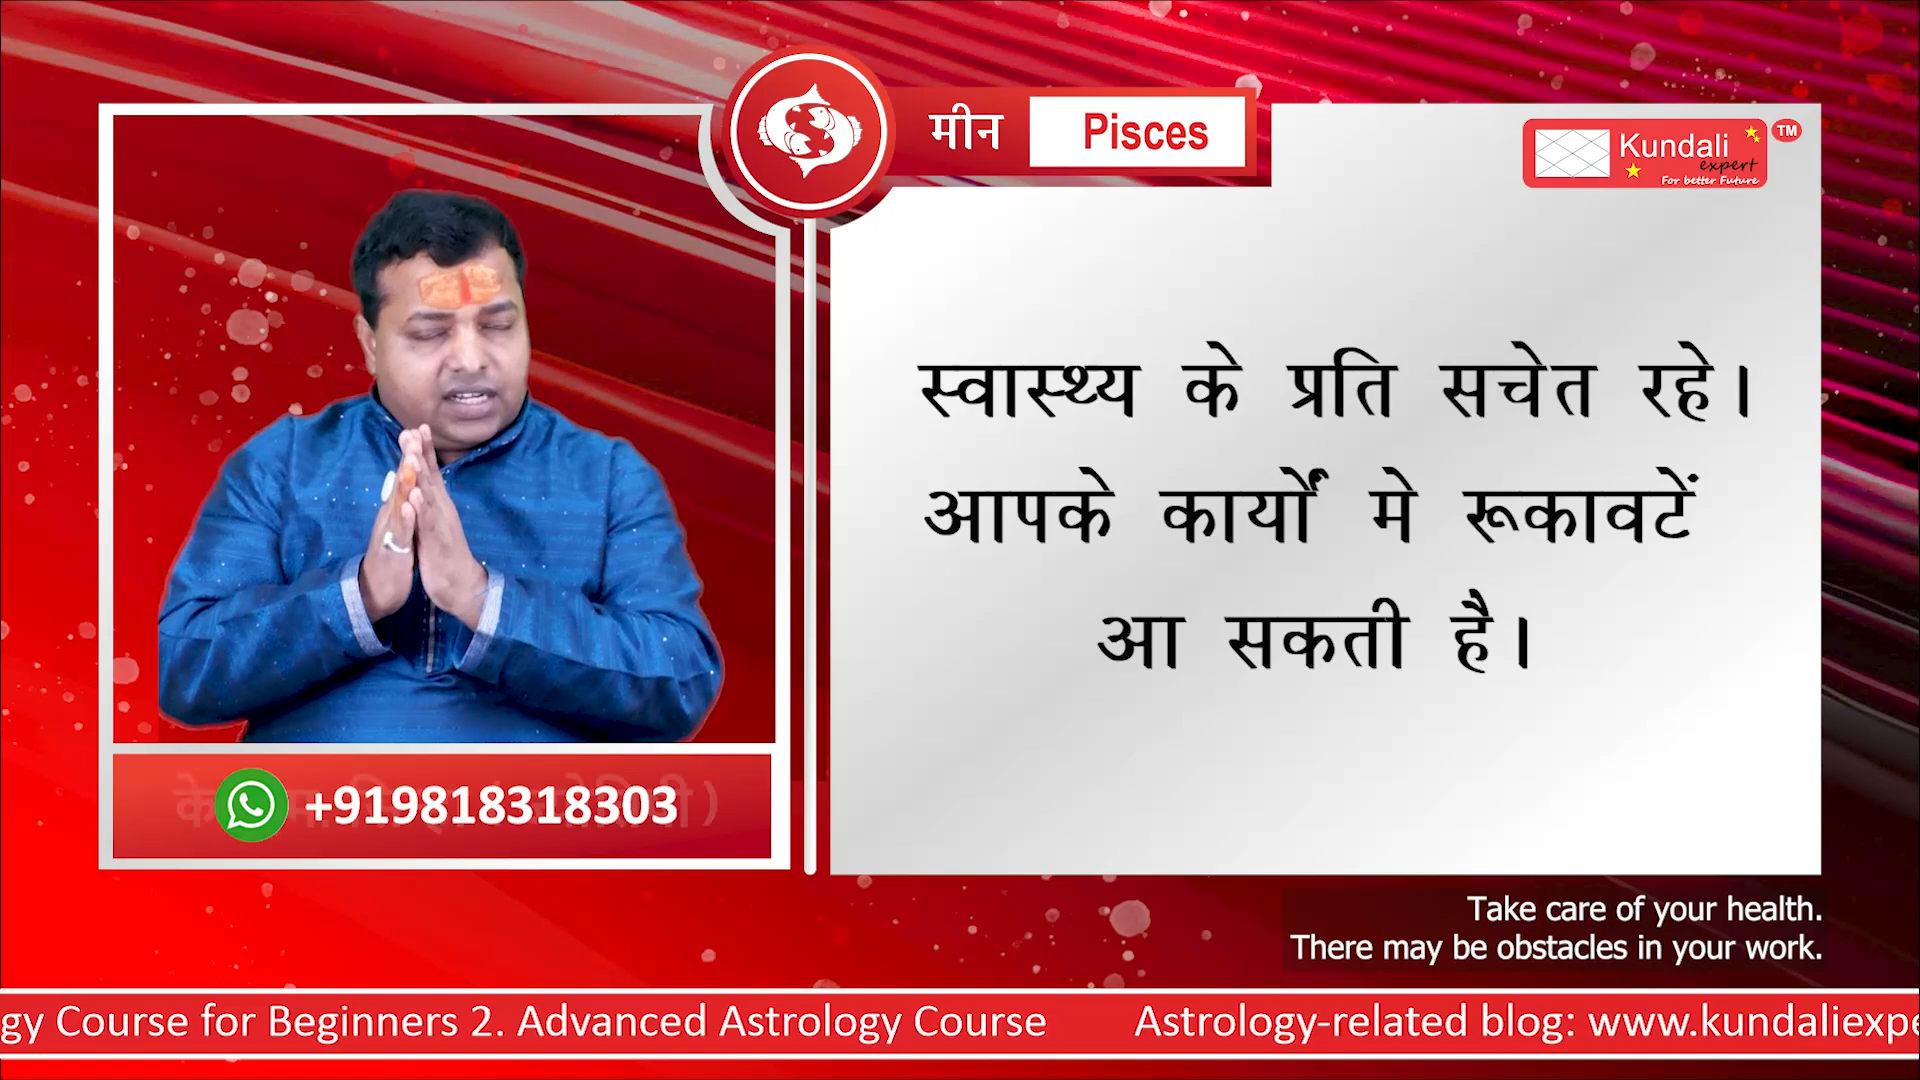 मीन
Pisces
Kundali
expert
For better Future
TM
स्वास्थ्य के प्रति सचेत रहे।
आपके कार्यों मे रूकावटें
आ सकती है।
+919818318303
Take care of your health.
There may be obstacles in your work.
gy Course for Beginners 2. Advanced Astrology Course
Astrology-related blog: www.kundaliexpe